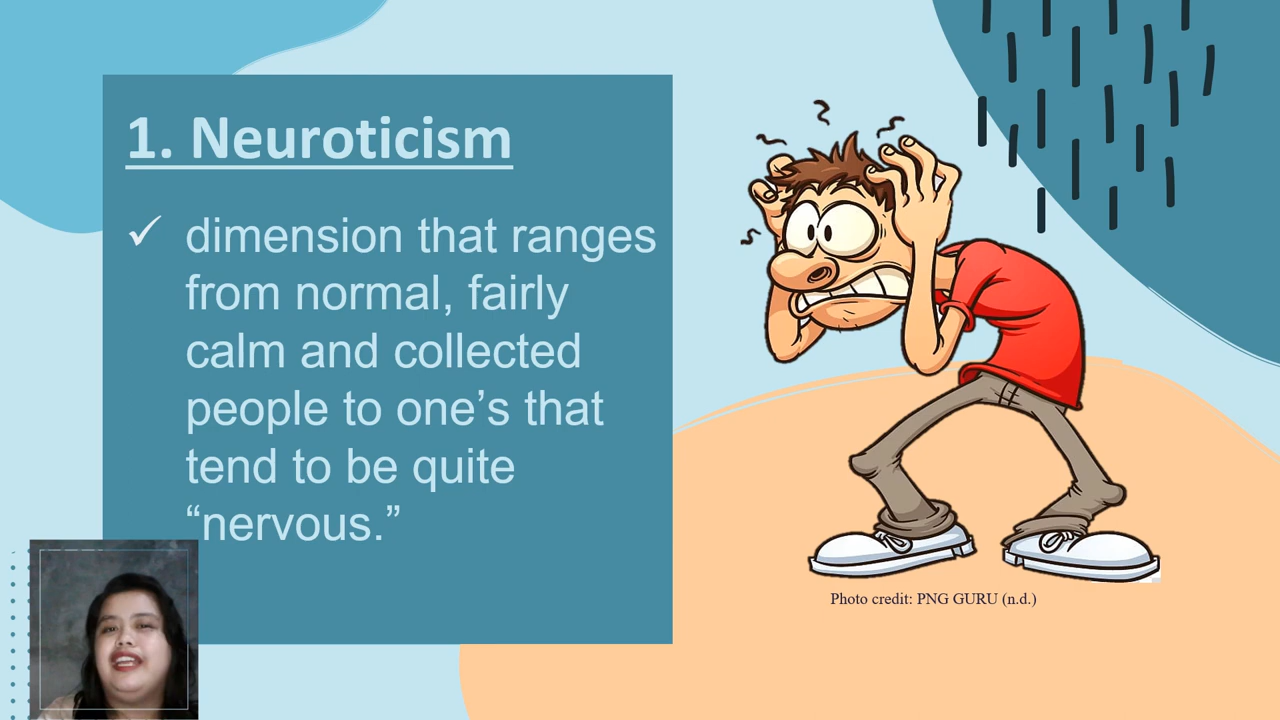 1. Neuroticism
✓ dimension that ranges
from normal, fairly
calm and collected
people to one’s that
tend to be quite
“nervous.”
Photo credit: PNG GURU (n.d.)